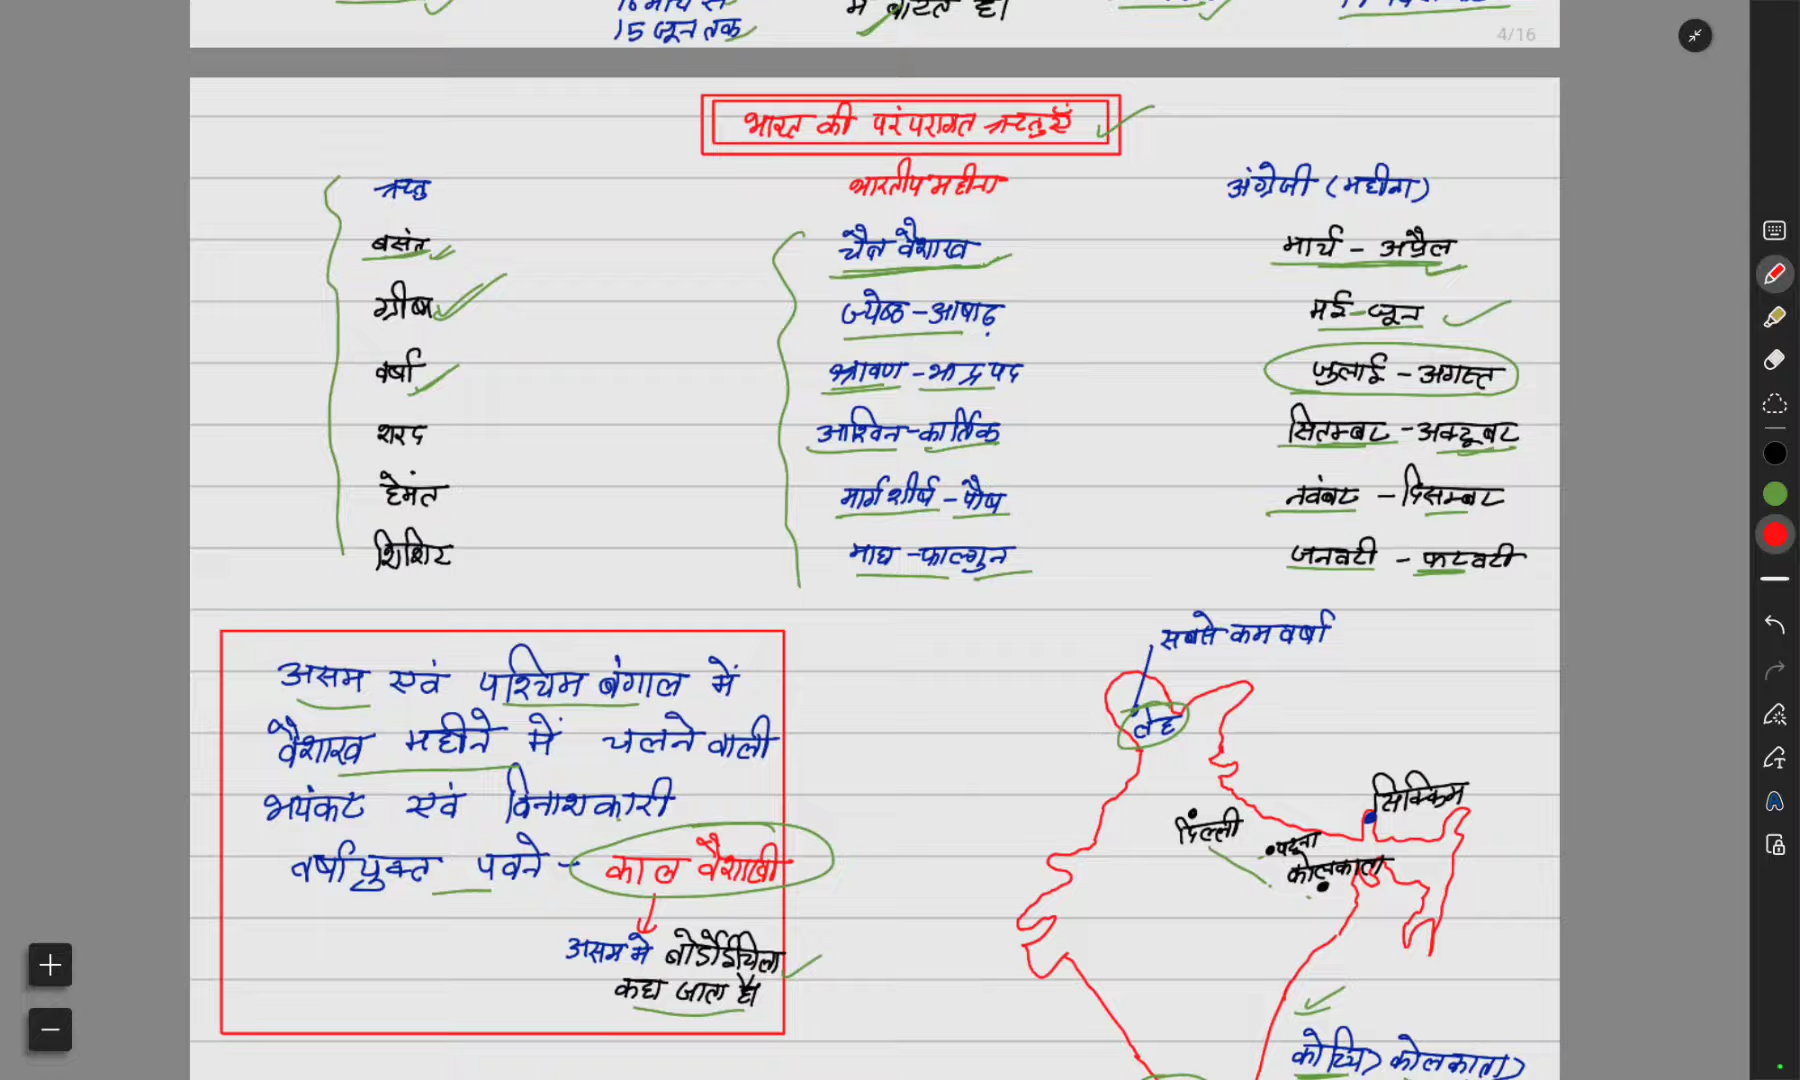 15 जून तक
में बांटते हैं।
4/16
भारत की परंपरागत ऋतुएँ
ऋतु भारतीय महीना अंग्रेजी (महीना)
बसंत चैत्र वैशाख मार्च - अप्रैल
ग्रीष्म ज्येष्ठ - आषाढ़ मई - जून
वर्षा श्रावण - भाद्रपद जुलाई - अगस्त
शरद आश्विन - कार्तिक सितम्बर - अक्टूबर
हेमंत मार्गशीर्ष - पौष नवंबर - दिसम्बर
शिशिर माघ - फाल्गुन जनवरी - फरवरी
असम एवं पश्चिम बंगाल में
वैशाख महीने में चलने वाली
भयंकर एवं विनाशकारी
वर्षायुक्त पवने - काल वैशाखी
असम मे बोर्डोईचिला
कहा जाता है।
सबसे कम वर्षा
लेह
सिक्किम
दिल्ली
पटना
कोलकाता
कोच्चि > कोलकाता >